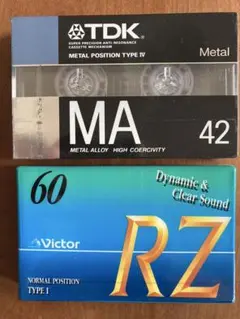 TDK
SUPER PRECISION ANTI-RESONANCE
CASSETTE MECHANISM
METAL POSITION TYPE IV
Metal
MA 42
METAL ALLOY HIGH COERCIVITY
60
Dynamic &
Clear Sound
Victor
RZ
NORMAL POSITION
TYPE I